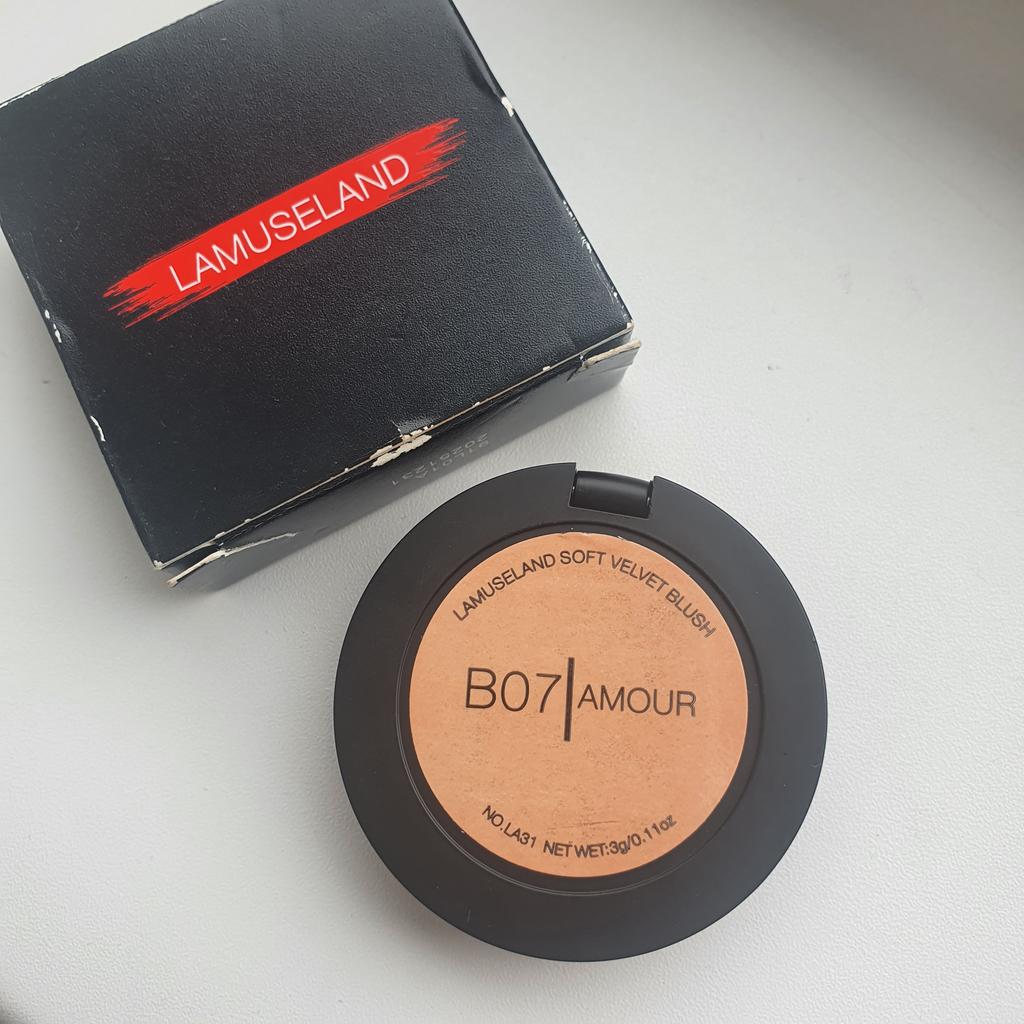 LAMUSELAND
LAMUSELAND SOFT VELVET BLUSH
B07|AMOUR
NO.LA31 NET WET:3g/0.11oz